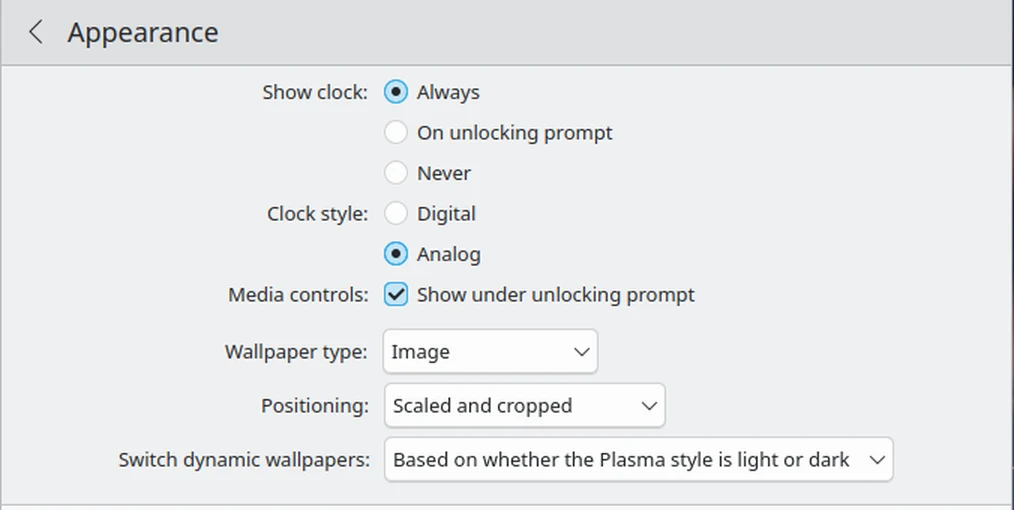 Appearance
Show clock: Always
On unlocking prompt
Never
Clock style: Digital
Analog
Media controls: Show under unlocking prompt
Wallpaper type: Image
Positioning: Scaled and cropped
Switch dynamic wallpapers: Based on whether the Plasma style is light or dark